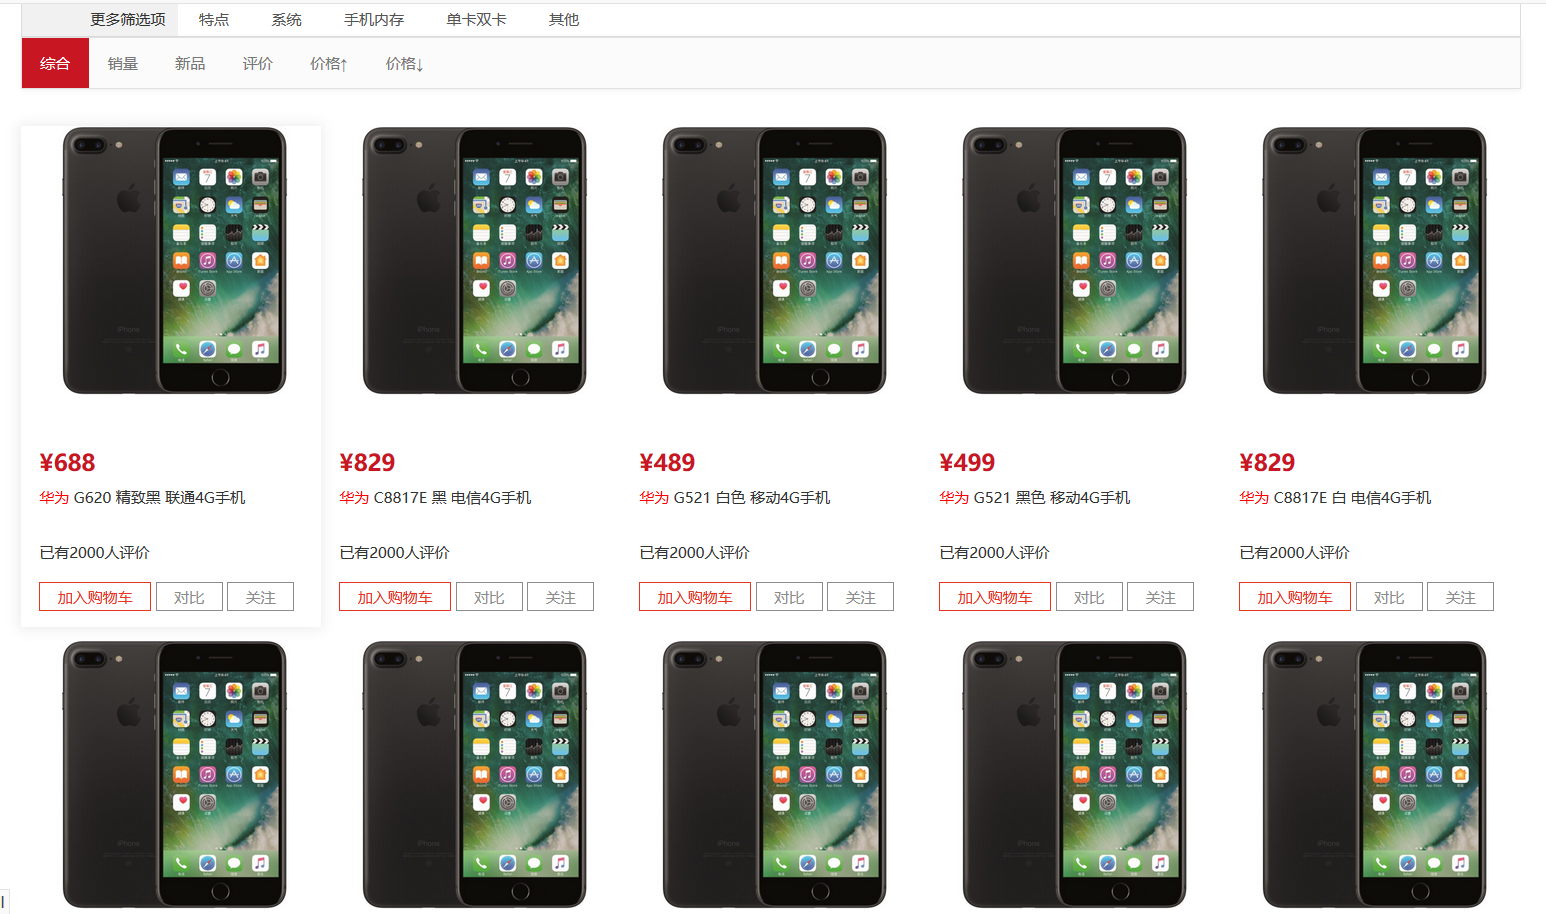 更多筛选项 特点 系统 手机内存 单卡双卡 其他
综合 销量 新品 评价 价格↑ 价格↓
¥688 ¥829 ¥489 ¥499 ¥829
华为 G620 精致黑 联通4G手机 华为 C8817E 黑 电信4G手机 华为 G521 白色 移动4G手机 华为 G521 黑色 移动4G手机 华为 C8817E 白 电信4G手机
已有2000人评价 已有2000人评价 已有2000人评价 已有2000人评价 已有2000人评价
加入购物车 对比 关注 加入购物车 对比 关注 加入购物车 对比 关注 加入购物车 对比 关注 加入购物车 对比 关注